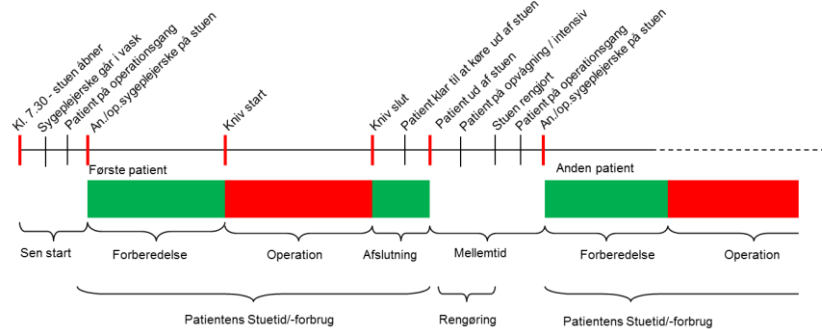 Kl. 7.30 - stuen åbner
Sygeplejerske går i vask
Patient på operationsgang
An./op.sygeplejerske på stuen
Kniv start
Kniv slut
Patient klar til at køre ud af stuen
Patient ud af stuen
Patient på opvågning / intensiv
Stuen rengjort
Patient på operationsgang
An./op.sygeplejerske på stuen
Første patient
Anden patient
Sen start
Forberedelse
Operation
Afslutning
Mellemtid
Forberedelse
Operation
Patientens Stuetid/-forbrug
Rengøring
Patientens Stuetid/-forbrug